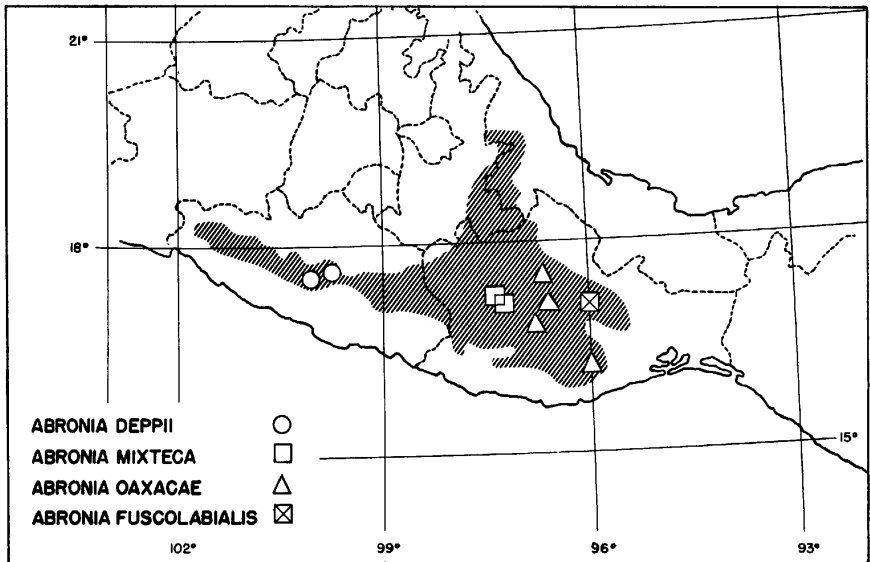 21°
18°
15°
ABRONIA DEPPII
ABRONIA MIXTECA
ABRONIA OAXACAE
ABRONIA FUSCOLABIALIS
102° 99° 96° 93°